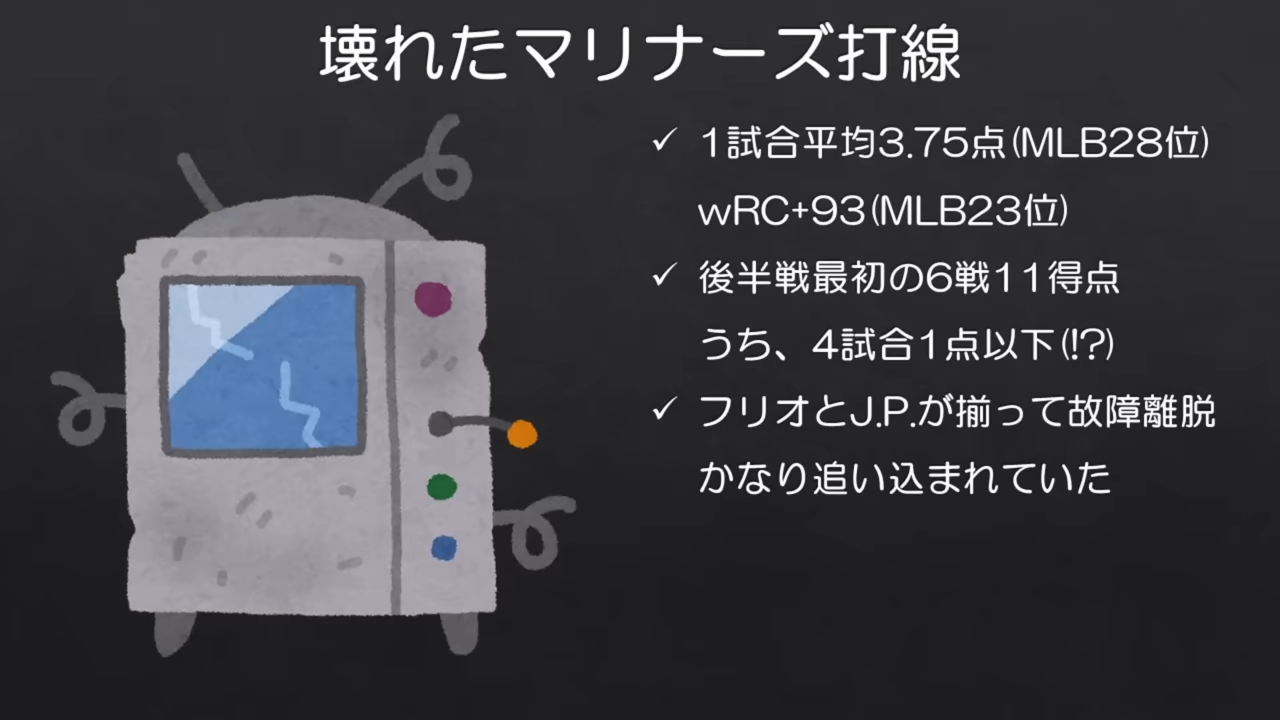 壊れたマリナーズ打線
✓ 1試合平均3.75点(MLB28位)
wRC+93(MLB23位)
✓ 後半戦最初の6戦11得点
うち、4試合1点以下(!?)
✓ フリオとJ.P.が揃って故障離脱
かなり追い込まれていた